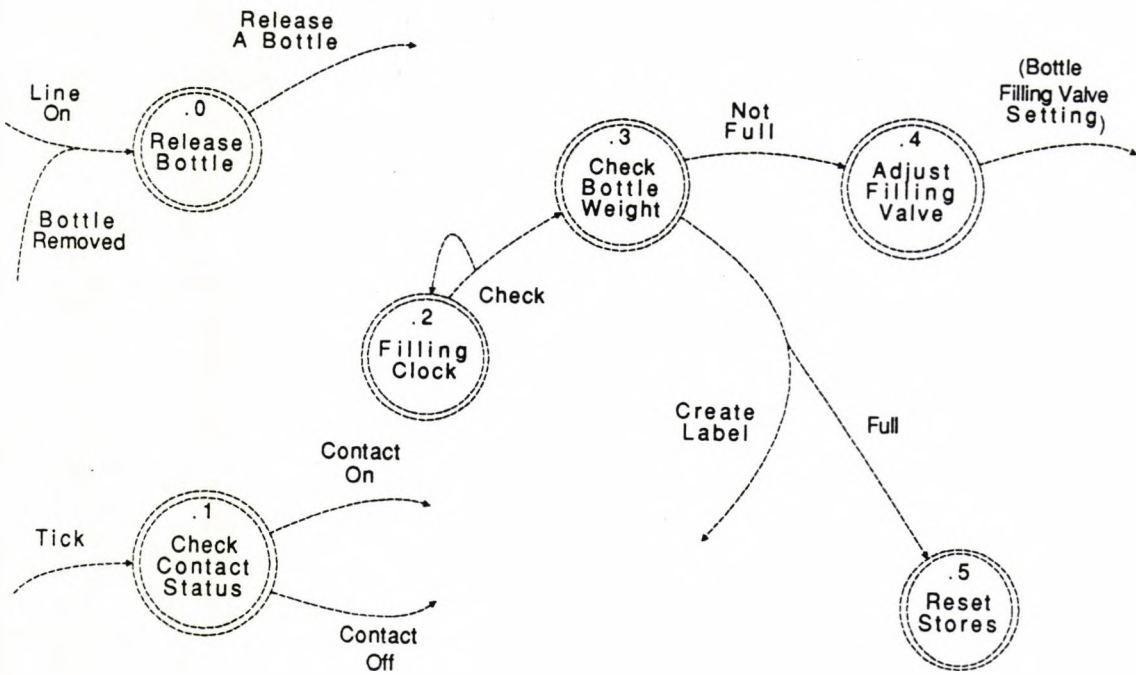 Release
A Bottle
Line
On
.0
Release
Bottle
Bottle
Removed
.3
Check
Bottle
Weight
Not
Full
.4
Adjust
Filling
Valve
(Bottle
Filling Valve
Setting)
Check
.2
Filling
Clock
Create
Label
Full
Contact
On
Tick
.1
Check
Contact
Status
Contact
Off
.5
Reset
Stores